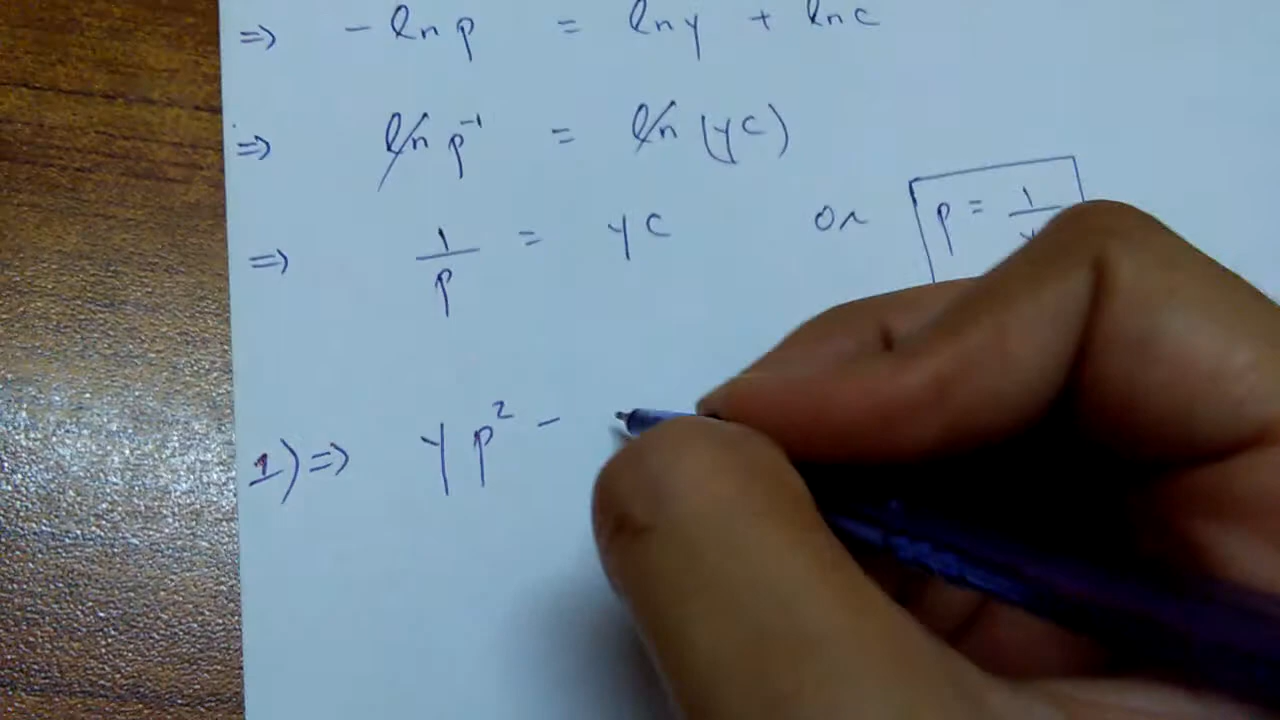 ⇒ - ln p = ln y + ln c
⇒ ln p⁻¹ = ln (yc)
⇒ 1/p = yc or p = 1/y
1) ⇒ y p² -